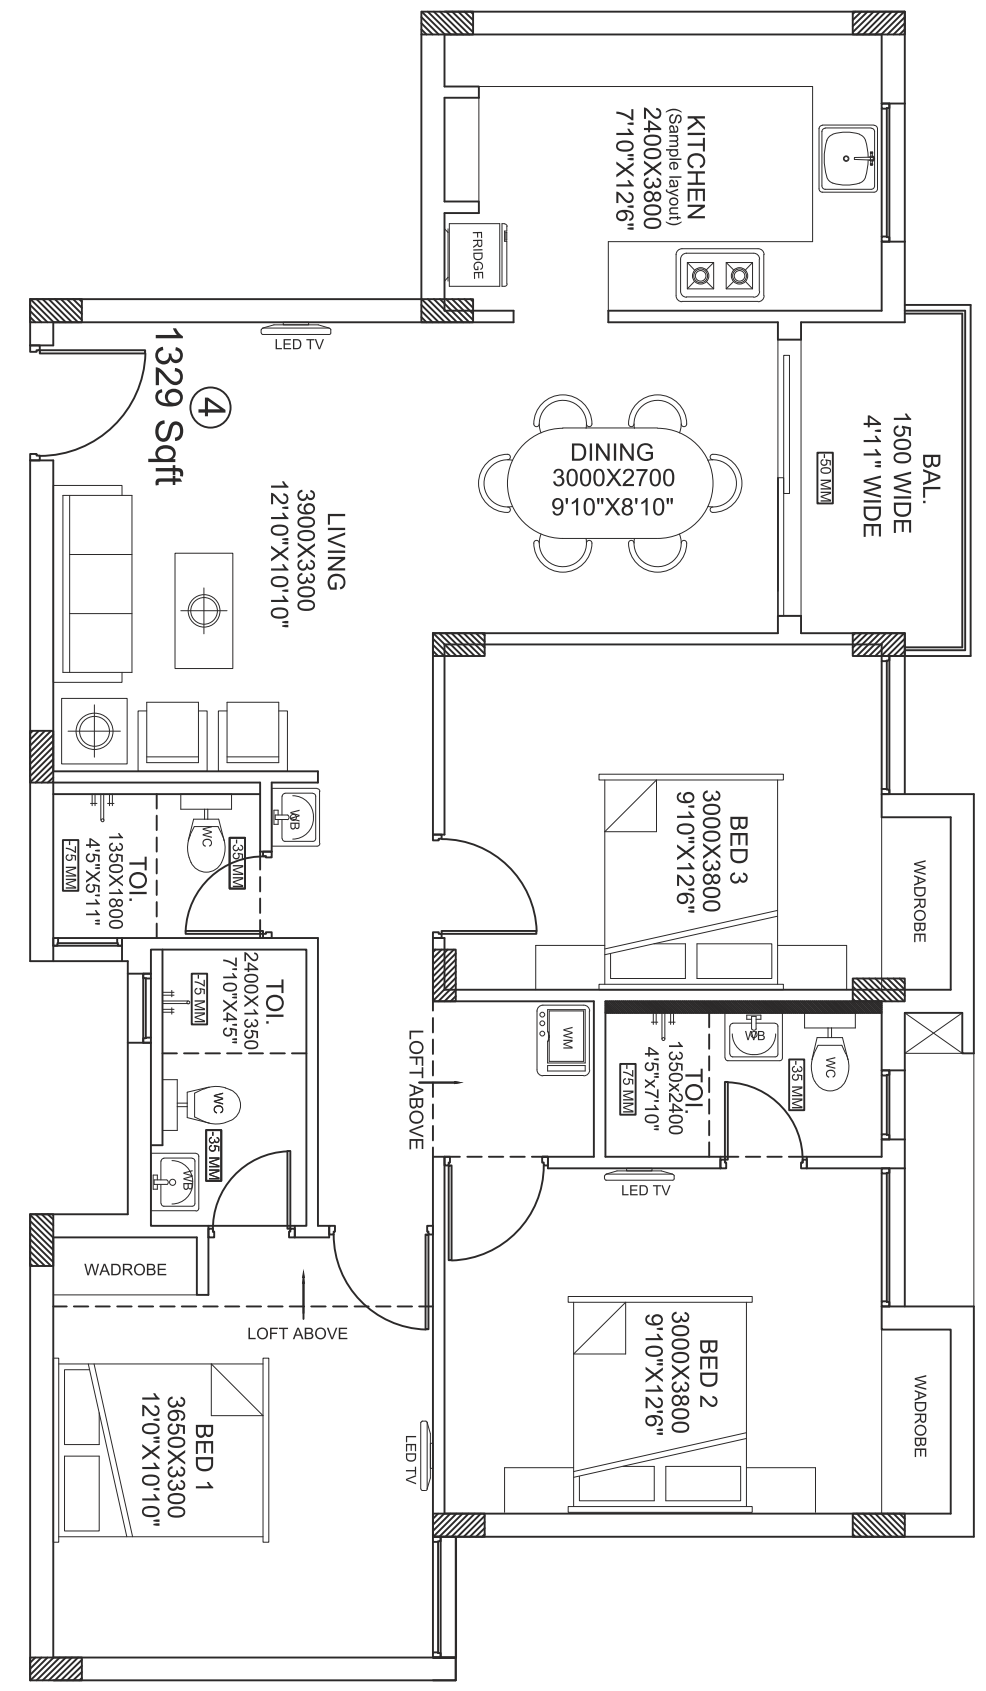 KITCHEN
(Sample layout)
2400X3800
7'10"X12'6"
FRIDGE
LED TV
4
1329 Sqft
DINING
3000X2700
9'10"X8'10"
BAL.
1500 WIDE
4'11" WIDE
-50 MM
LIVING
3900X3300
12'10"X10'10"
WB
WC
-35 MM
TOI.
1350X1800
4'5"X5'11"
-75 MM
BED 3
3000X3800
9'10"X12'6"
WADROBE
TOI.
2400X1350
7'10"X4'5"
-75 MM
WC
-35 MM
WB
LOFT ABOVE
WM
TOI.
1350x2400
4'5"x7'10"
-75 MM
WB
WC
-35 MM
LED TV
WADROBE
LOFT ABOVE
BED 2
3000X3800
9'10"X12'6"
WADROBE
BED 1
3650X3300
12'0"X10'10"
LED TV